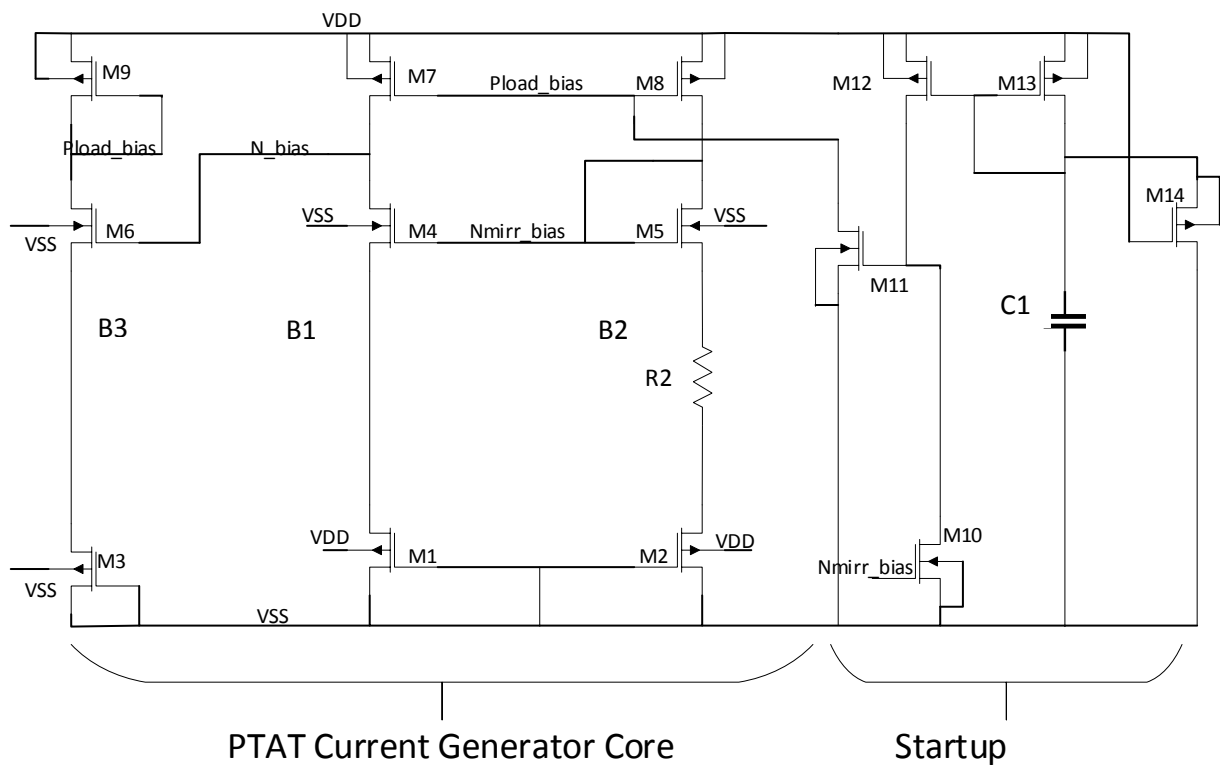 VDD
M9
M7
Pload_bias
M8
M12
M13
Pload_bias
N_bias
M14
VSS
M6
VSS
M4
Nmirr_bias
M5
VSS
M11
B3
B1
B2
C1
R2
M3
VDD
M1
M2
VDD
M10
VSS
Nmirr_bias
VSS
PTAT Current Generator Core
Startup